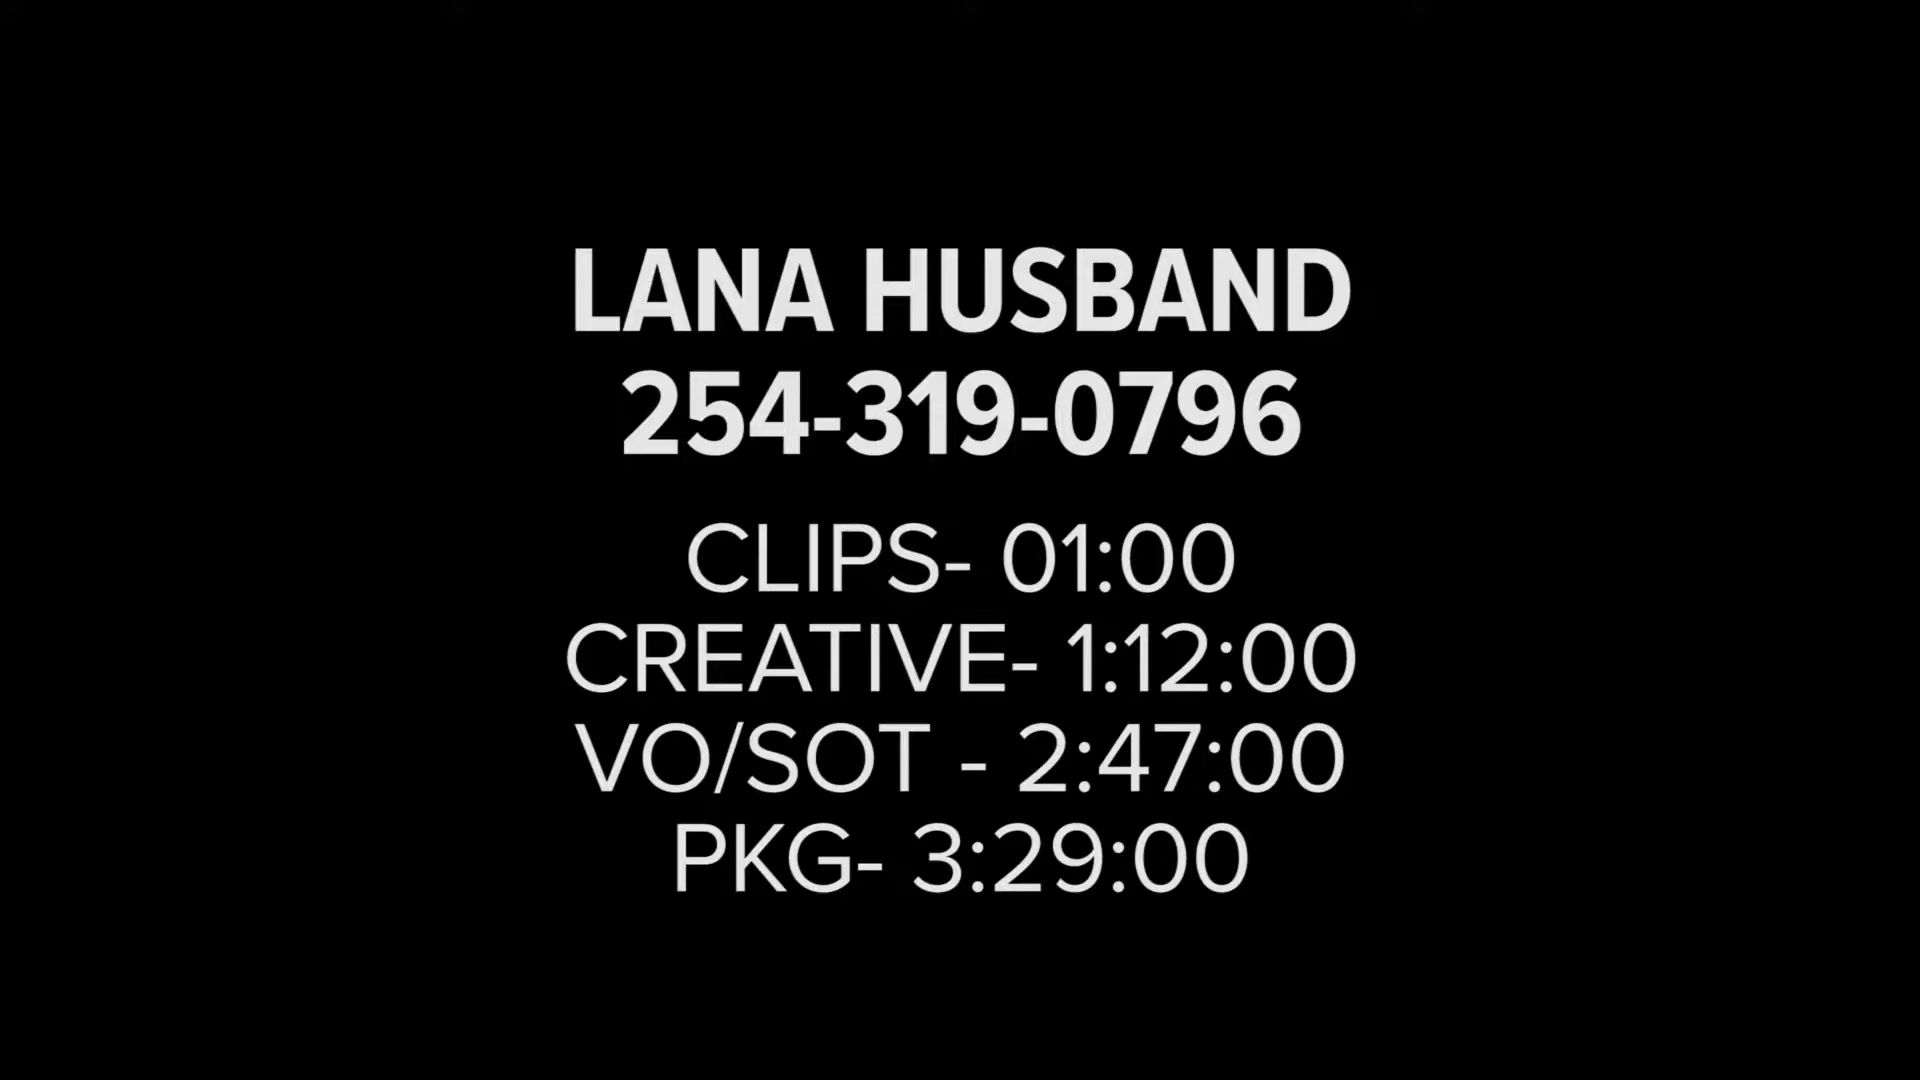 LANA HUSBAND
254-319-0796
CLIPS- 01:00
CREATIVE- 1:12:00
VO/SOT - 2:47:00
PKG- 3:29:00